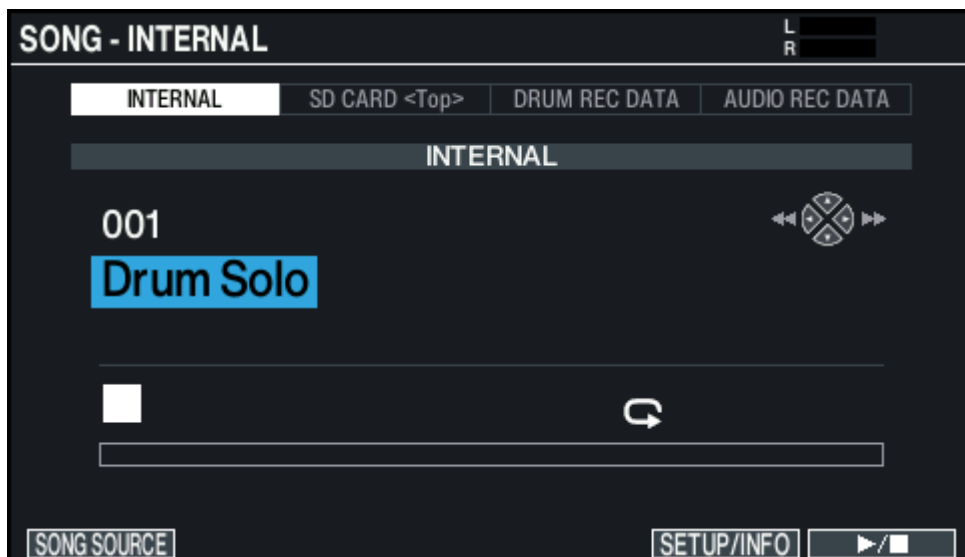 SONG - INTERNAL
L
R
INTERNAL SD CARD <Top> DRUM REC DATA AUDIO REC DATA
INTERNAL
001
Drum Solo
SONG SOURCE SETUP/INFO ▶/■